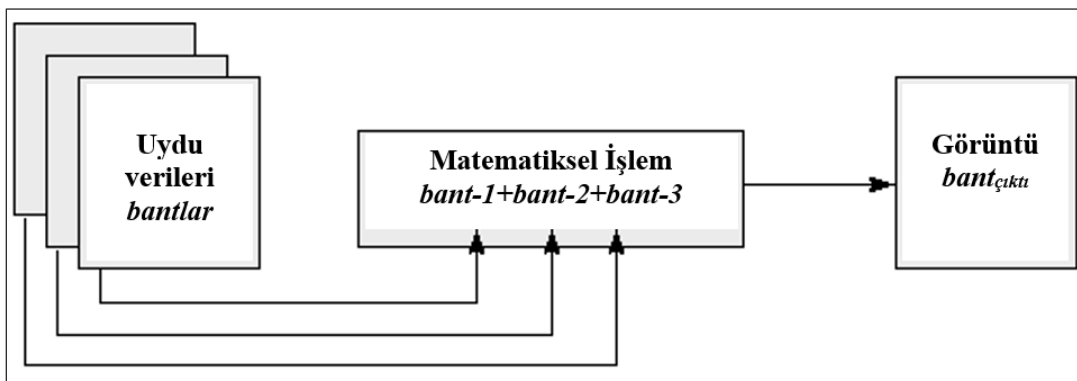 Uydu
verileri
bantlar
Matematiksel İşlem
bant-1+bant-2+bant-3
Görüntü
bantçıktı